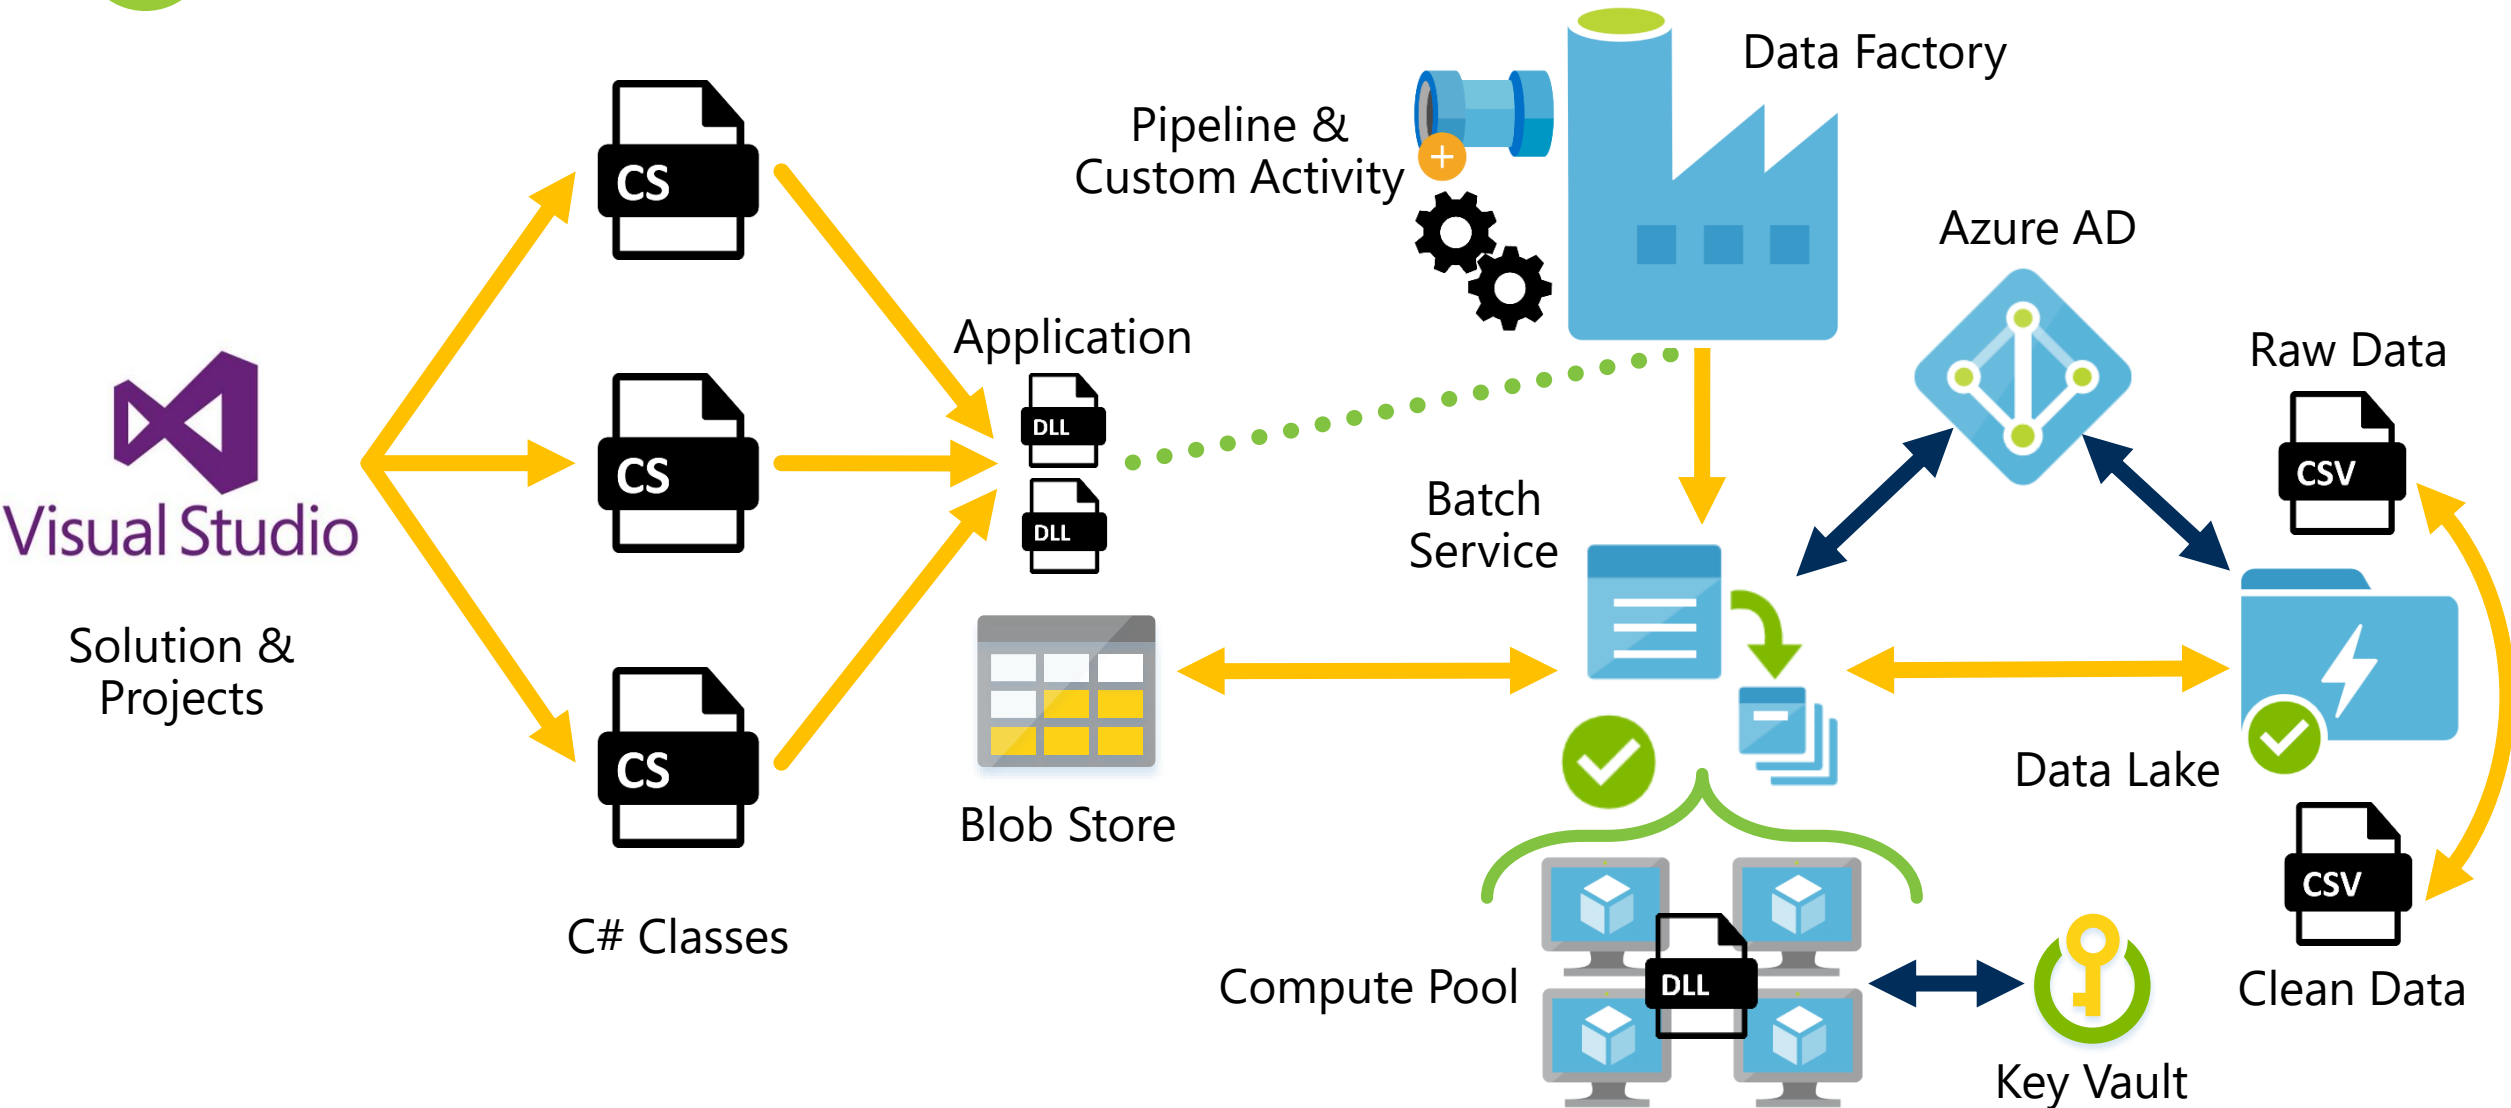 Visual Studio
Solution &
Projects
CS
CS
CS
C# Classes
Application
DLL
DLL
Blob Store
Pipeline &
Custom Activity
Data Factory
Batch
Service
Compute Pool
DLL
Azure AD
Key Vault
Raw Data
CSV
Data Lake
CSV
Clean Data